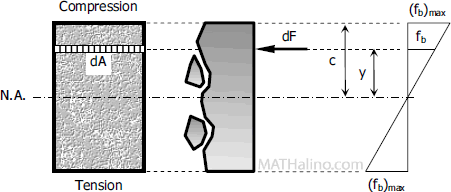 Compression
(fb)max
dF
fb
c
dA
y
N.A.
MATHalino.com
Tension
(fb)max